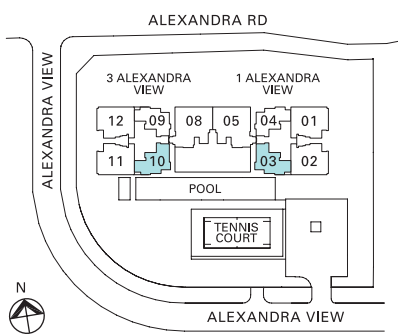 ALEXANDRA RD
ALEXANDRA VIEW
3 ALEXANDRA
VIEW
1 ALEXANDRA
VIEW
12 09 08 05 04 01
11 10 03 02
POOL
TENNIS
COURT
N
ALEXANDRA VIEW